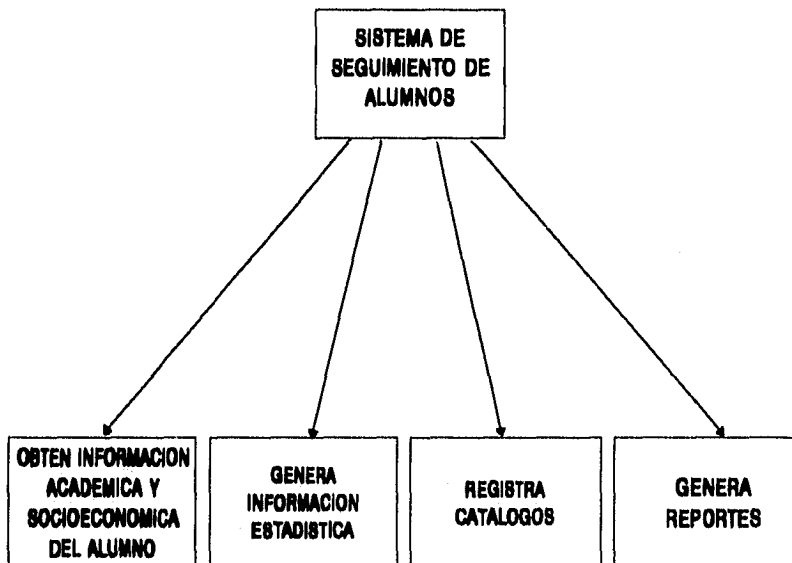 SISTEMA DE
SEGUIMIENTO DE
ALUMNOS
OBTEN INFORMACION
ACADEMICA Y
SOCIOECONOMICA
DEL ALUMNO
GENERA
INFORMACION
ESTADISTICA
REGISTRA
CATALOGOS
GENERA
REPORTES